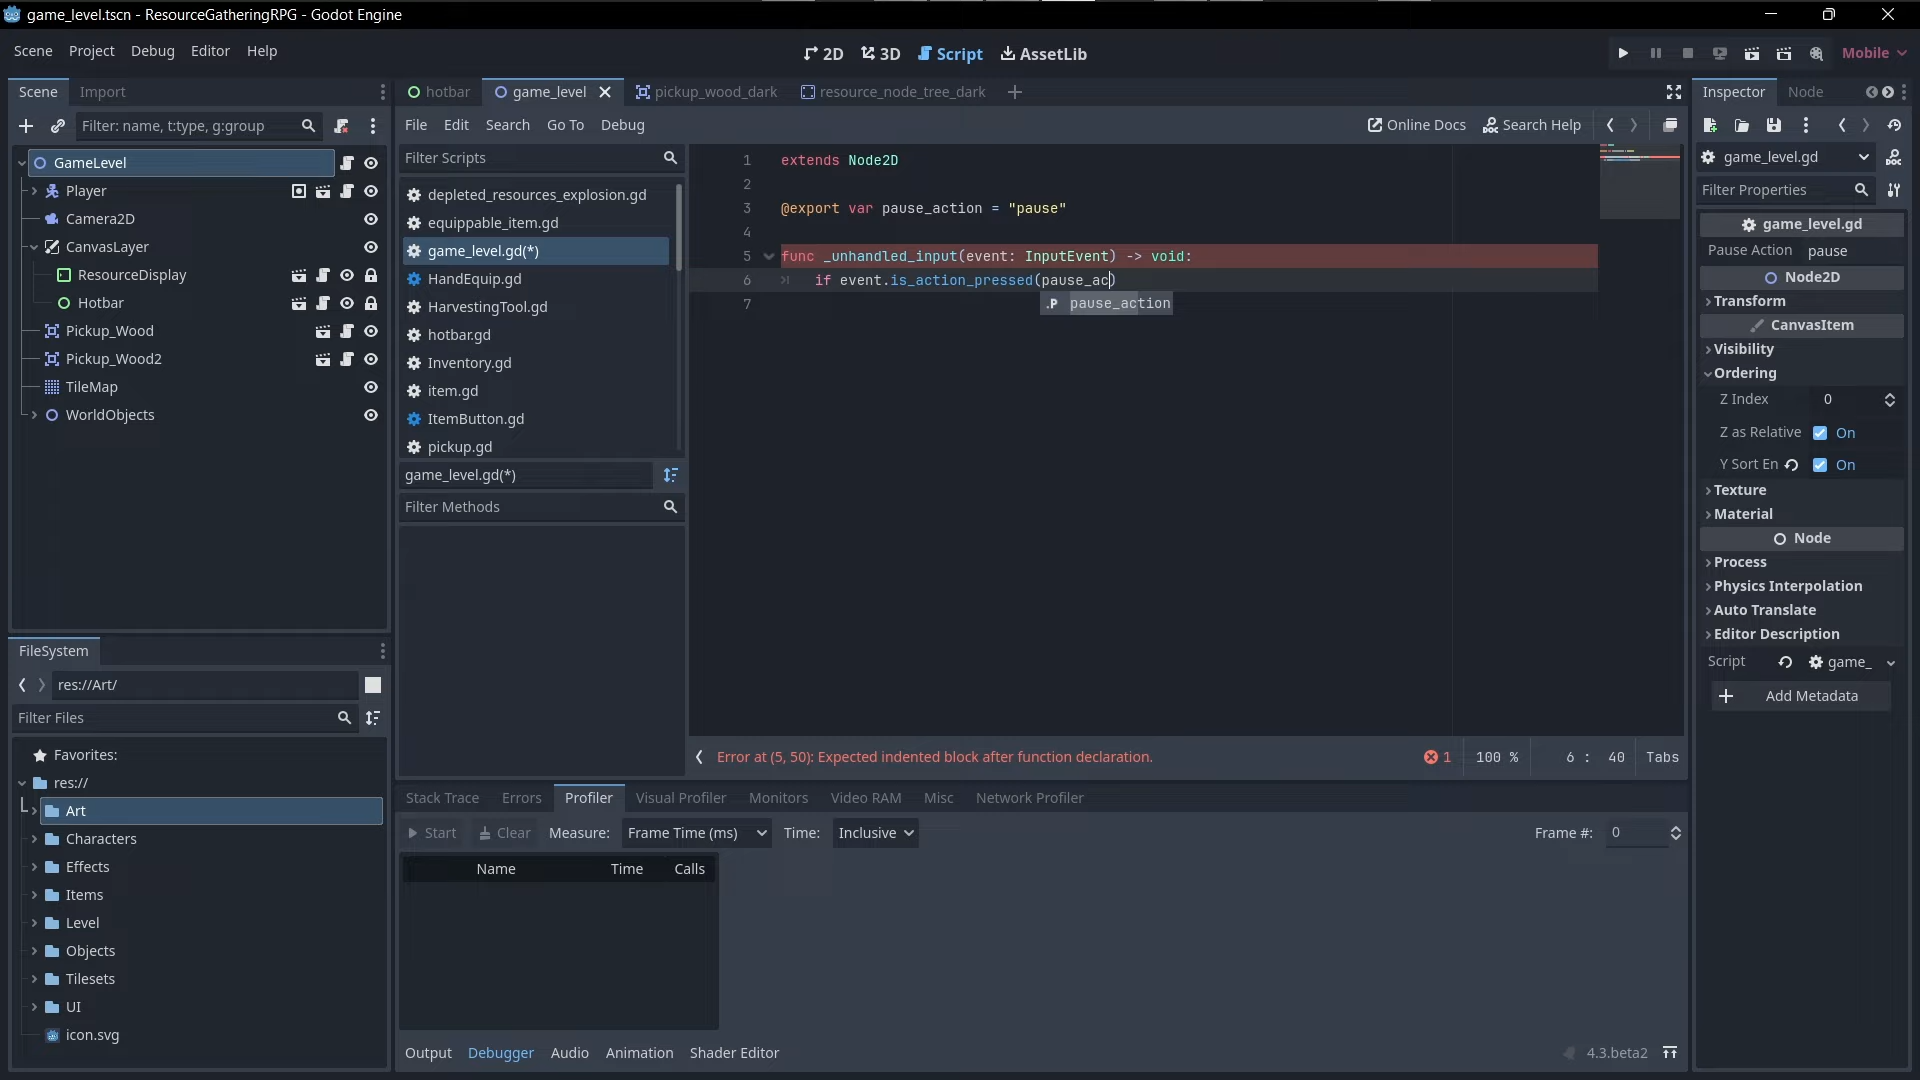 game_level.tscn - ResourceGatheringRPG - Godot Engine
Scene Project Debug Editor Help
2D 3D Script AssetLib
Mobile
Scene Import
Filter: name, t:type, g:group
GameLevel
Player
Camera2D
CanvasLayer
ResourceDisplay
Hotbar
Pickup_Wood
Pickup_Wood2
TileMap
WorldObjects
FileSystem
res://Art/
Filter Files
Favorites:
res://
Art
Characters
Effects
Items
Level
Objects
Tilesets
UI
icon.svg
hotbar game_level pickup_wood_dark resource_node_tree_dark
File Edit Search Go To Debug
Online Docs Search Help
Filter Scripts
depleted_resources_explosion.gd
equippable_item.gd
game_level.gd(*)
HandEquip.gd
HarvestingTool.gd
hotbar.gd
Inventory.gd
item.gd
ItemButton.gd
pickup.gd
game_level.gd(*)
Filter Methods
1 extends Node2D
2
3 @export var pause_action = "pause"
4
5 func _unhandled_input(event: InputEvent) -> void:
6 if event.is_action_pressed(pause_ac)
.P pause_action
7
Error at (5, 50): Expected indented block after function declaration.
1 100 % 6 : 40 Tabs
Stack Trace Errors Profiler Visual Profiler Monitors Video RAM Misc Network Profiler
Start Clear Measure: Frame Time (ms) Time: Inclusive Frame #: 0
Name Time Calls
Output Debugger Audio Animation Shader Editor
4.3.beta2
Inspector Node
game_level.gd
Filter Properties
game_level.gd
Pause Action pause
Node2D
Transform
CanvasItem
Visibility
Ordering
Z Index 0
Z as Relative On
Y Sort En On
Texture
Material
Node
Process
Physics Interpolation
Auto Translate
Editor Description
Script game_
Add Metadata